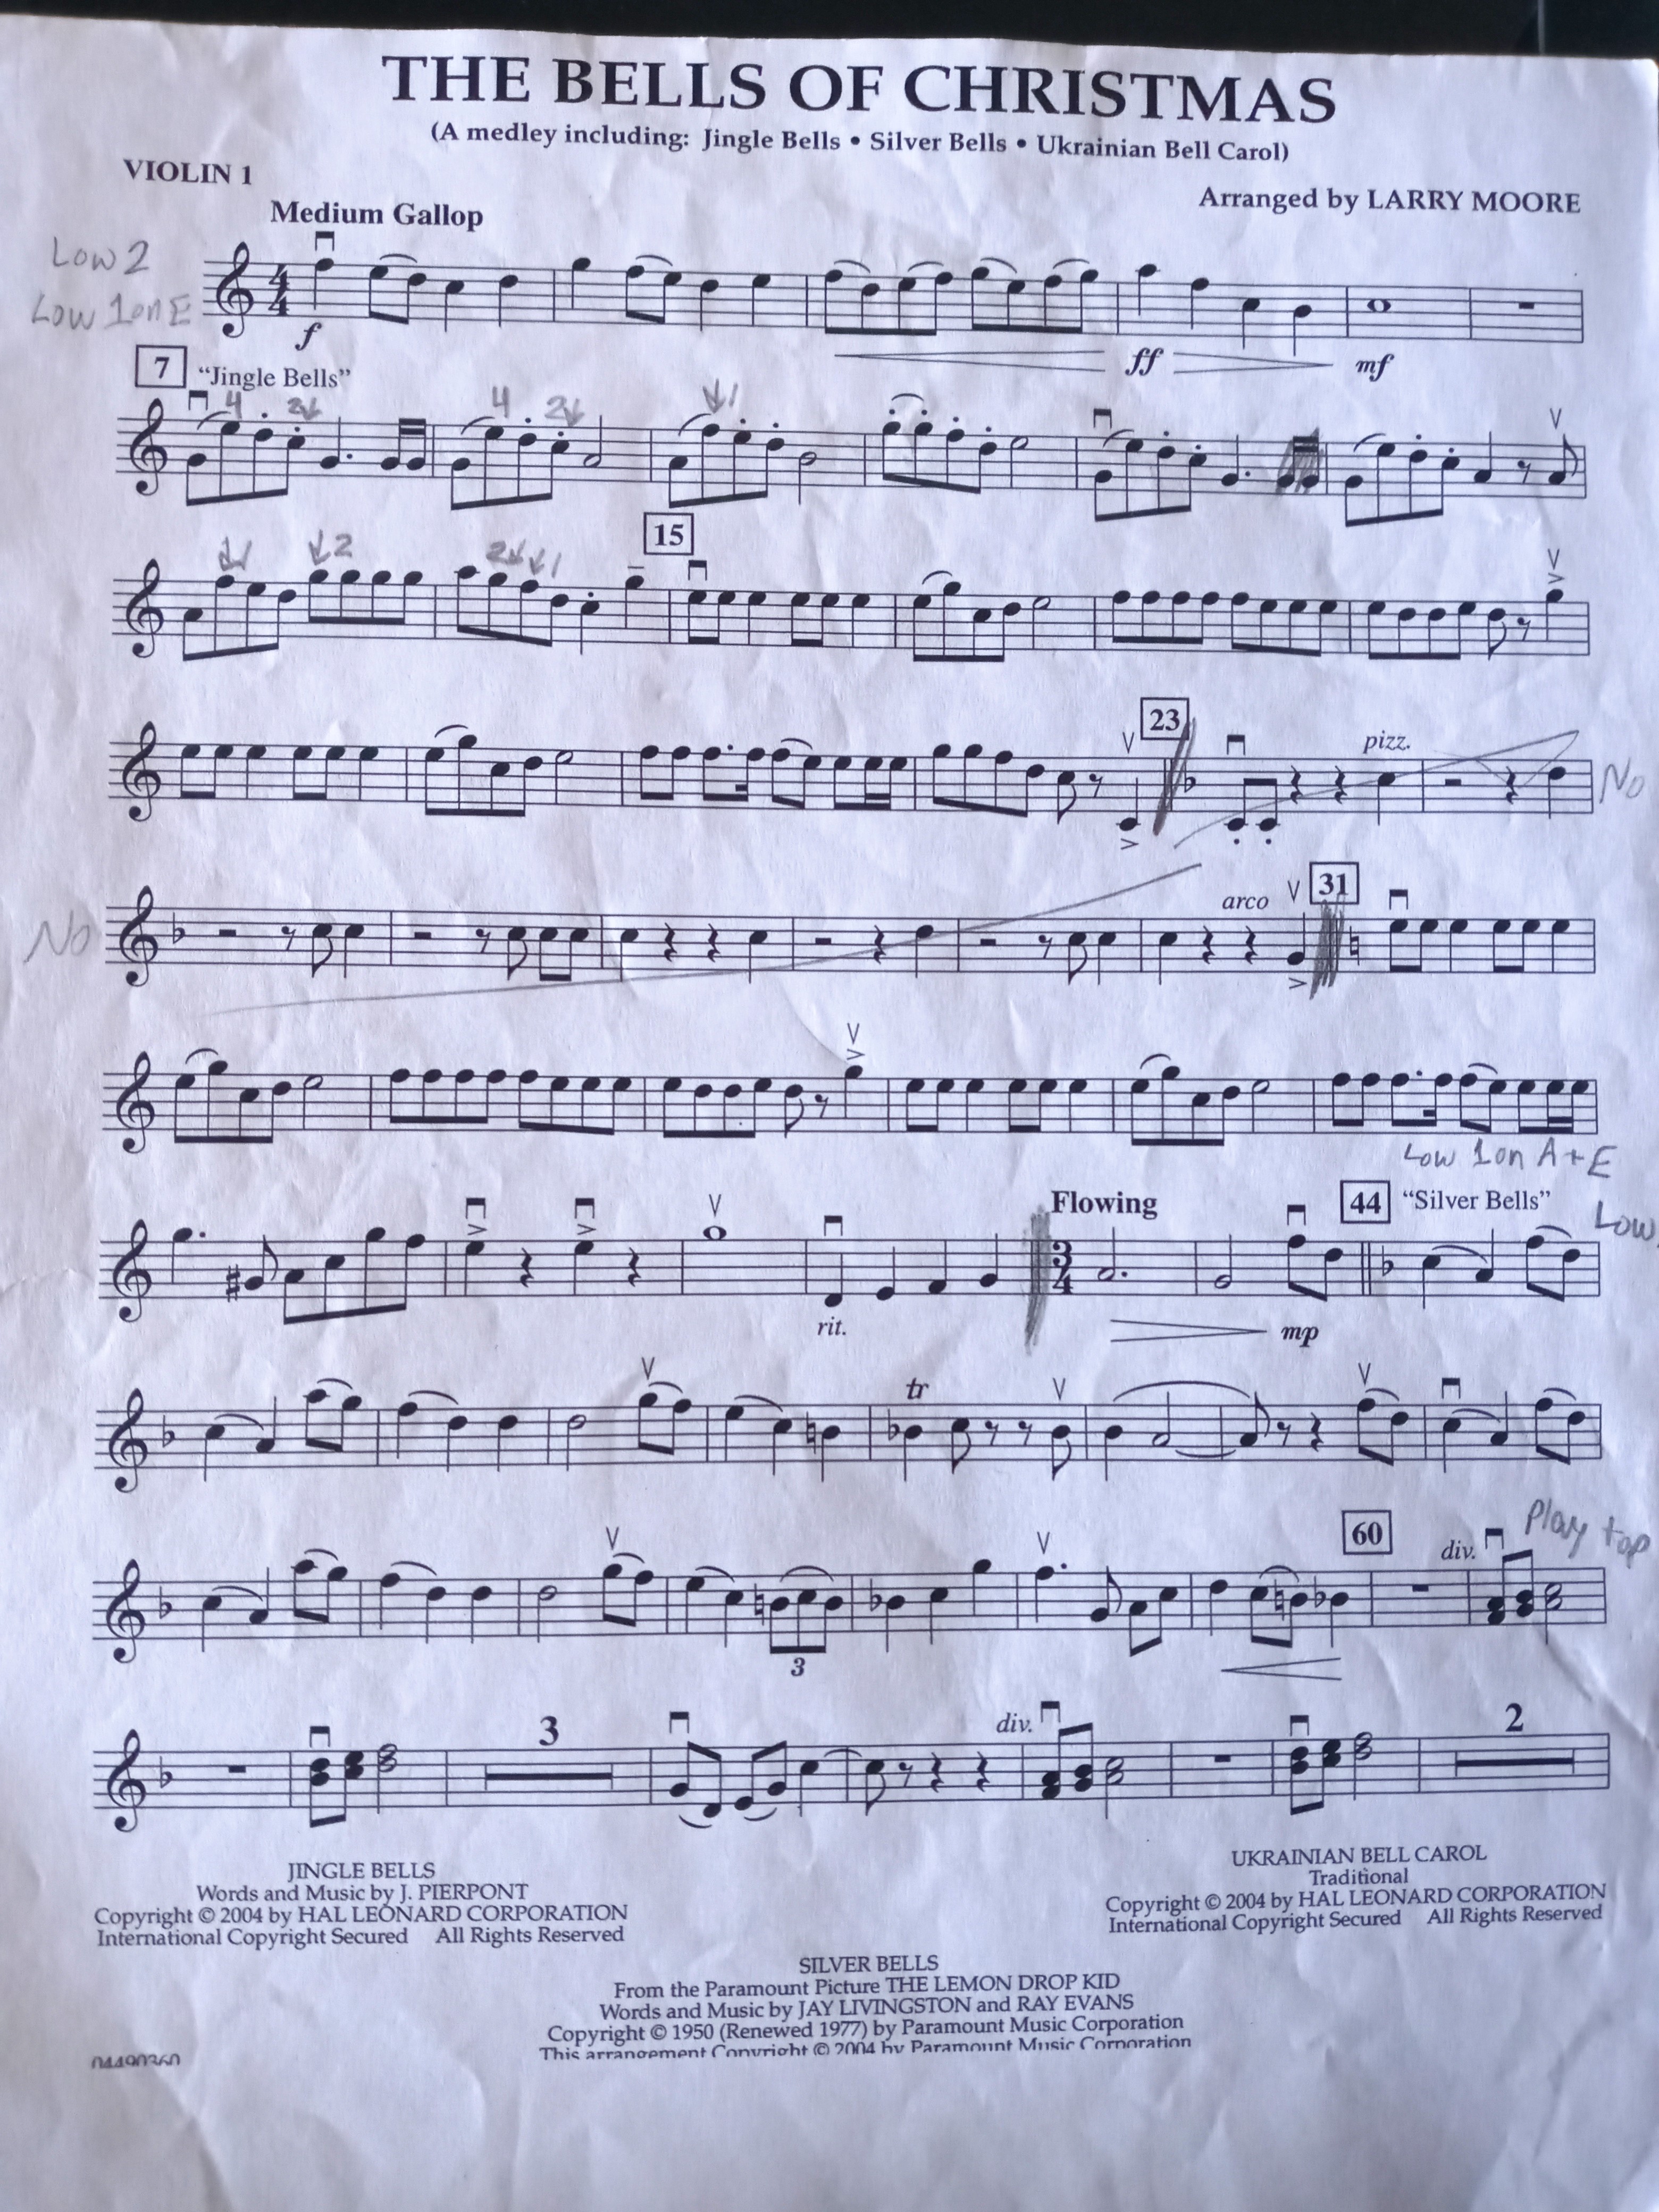 THE BELLS OF CHRISTMAS
(A medley including: Jingle Bells • Silver Bells • Ukrainian Bell Carol)
VIOLIN 1
Arranged by LARRY MOORE
Medium Gallop
Low 2
Low 1 on E
4
4
f
ff
mf
7
"Jingle Bells"
4 2 4 2 1
1 2 15
2 1
23
pizz.
No
No
arco
31
Low 1 on A + E
Flowing
44
"Silver Bells"
Low
3
4
rit.
mp
tr
60
div.
Play top
3
3
div.
2
JINGLE BELLS
Words and Music by J. PIERPONT
Copyright © 2004 by HAL LEONARD CORPORATION
International Copyright Secured All Rights Reserved
UKRAINIAN BELL CAROL
Traditional
Copyright © 2004 by HAL LEONARD CORPORATION
International Copyright Secured All Rights Reserved
SILVER BELLS
From the Paramount Picture THE LEMON DROP KID
Words and Music by JAY LIVINGSTON and RAY EVANS
Copyright © 1950 (Renewed 1977) by Paramount Music Corporation
This arrangement Copyright © 2004 by Paramount Music Corporation
04490360